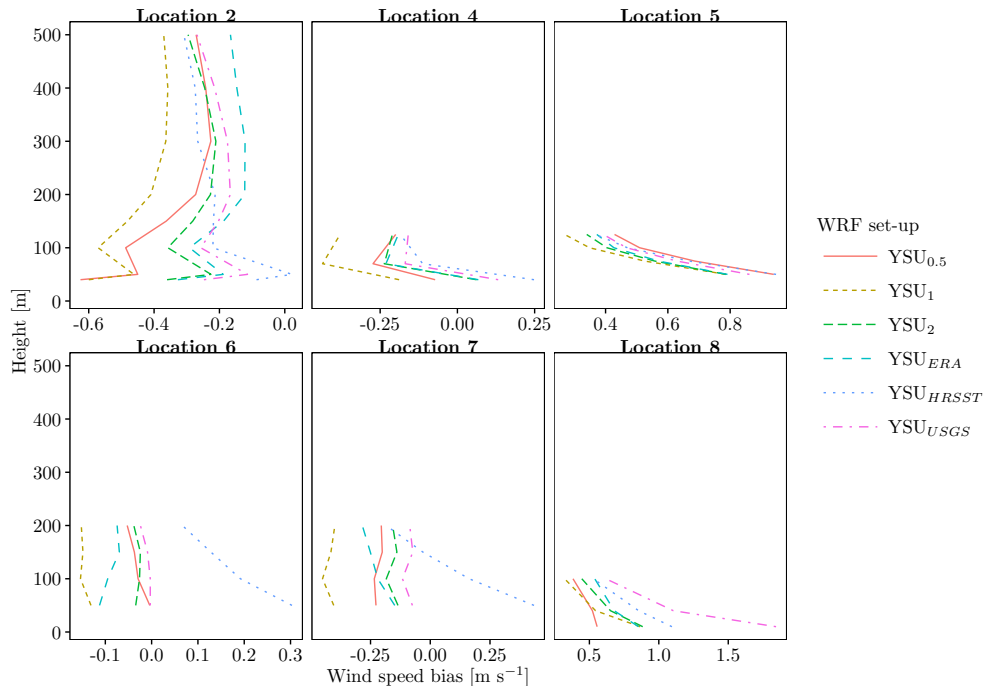 Location 2
Location 4
Location 5
500
400
300
200
100
0
-0.6
-0.4
-0.2
0.0
-0.25
0.00
0.25
0.4
0.6
0.8
Location 6
Location 7
Location 8
500
400
300
200
100
0
-0.1
0.0
0.1
0.2
0.3
-0.25
0.00
0.25
0.5
1.0
1.5
Height [m]
Wind speed bias [m s⁻¹]
WRF set-up
YSU₀.₅
YSU₁
YSU₂
YSU_ERA
YSU_HRSST
YSU_USGS